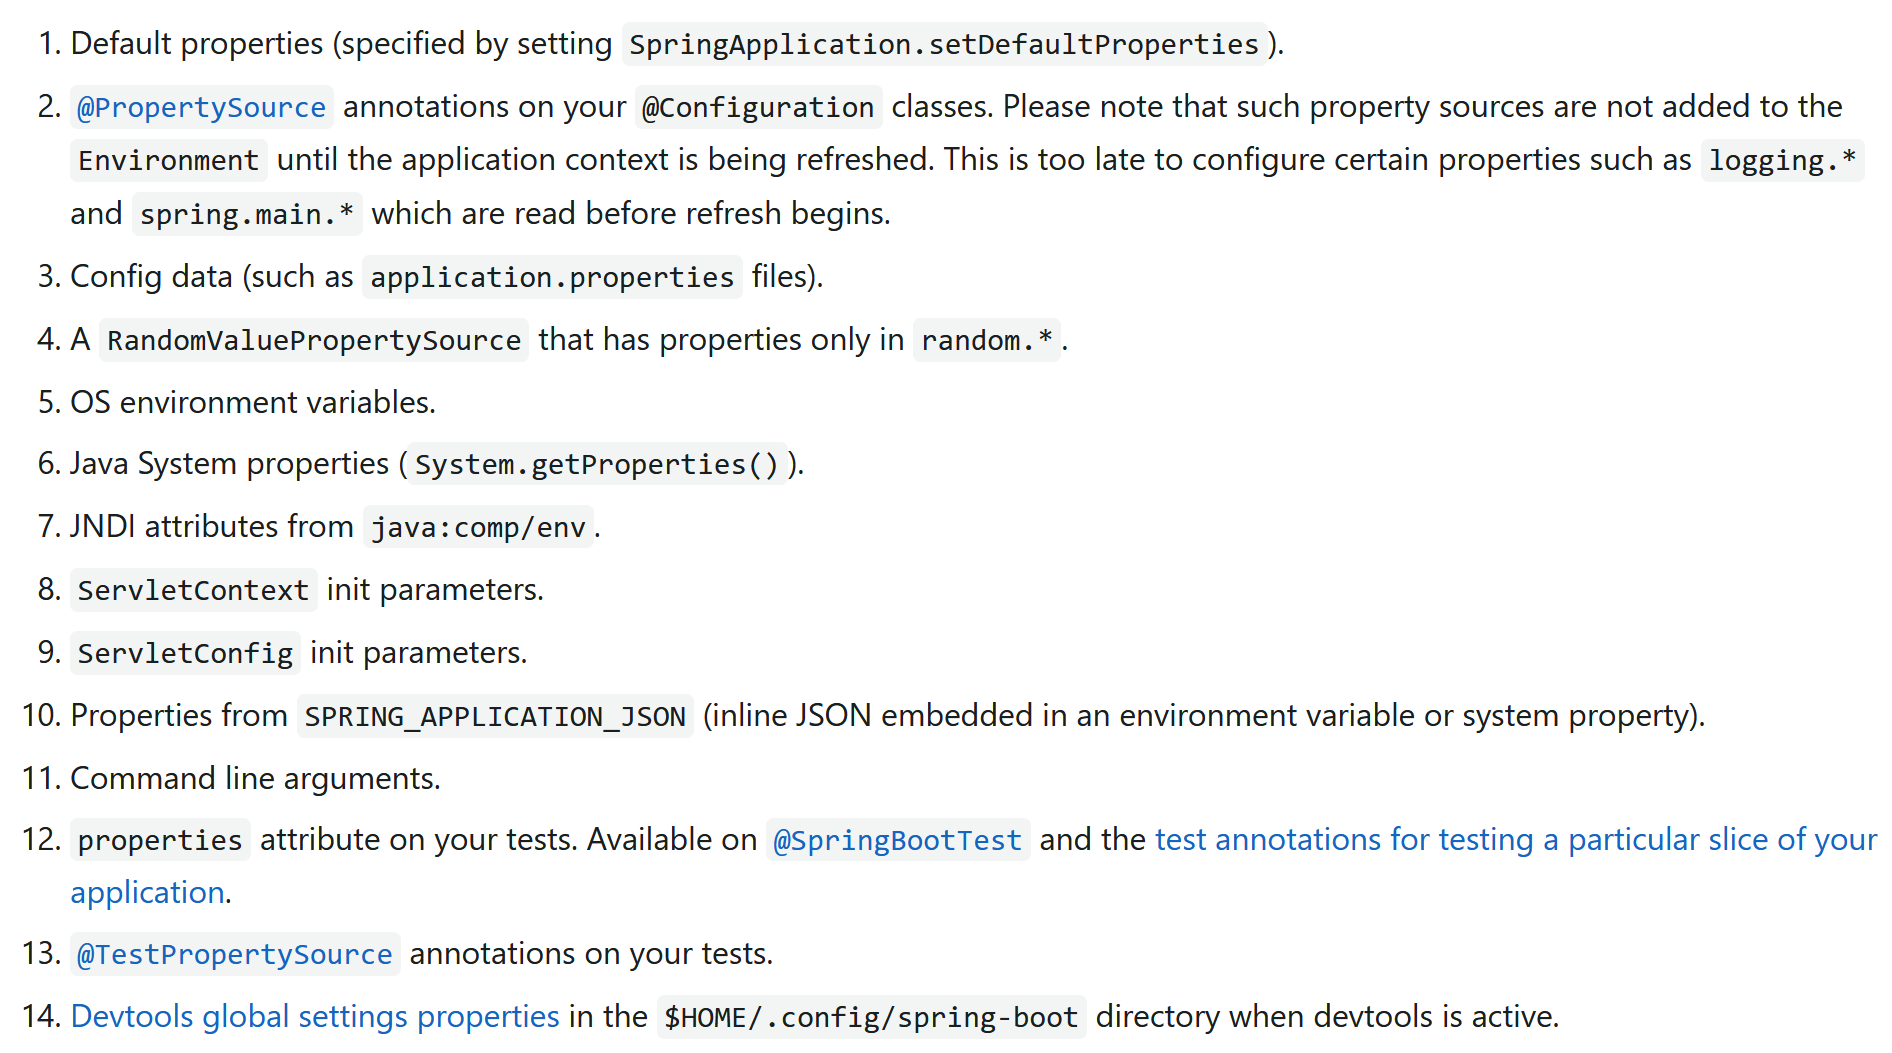 1. Default properties (specified by setting SpringApplication.setDefaultProperties).
2. @PropertySource annotations on your @Configuration classes. Please note that such property sources are not added to the
Environment until the application context is being refreshed. This is too late to configure certain properties such as logging.*
and spring.main.* which are read before refresh begins.
3. Config data (such as application.properties files).
4. A RandomValuePropertySource that has properties only in random.*.
5. OS environment variables.
6. Java System properties (System.getProperties()).
7. JNDI attributes from java:comp/env.
8. ServletContext init parameters.
9. ServletConfig init parameters.
10. Properties from SPRING_APPLICATION_JSON (inline JSON embedded in an environment variable or system property).
11. Command line arguments.
12. properties attribute on your tests. Available on @SpringBootTest and the test annotations for testing a particular slice of your
application.
13. @TestPropertySource annotations on your tests.
14. Devtools global settings properties in the $HOME/.config/spring-boot directory when devtools is active.